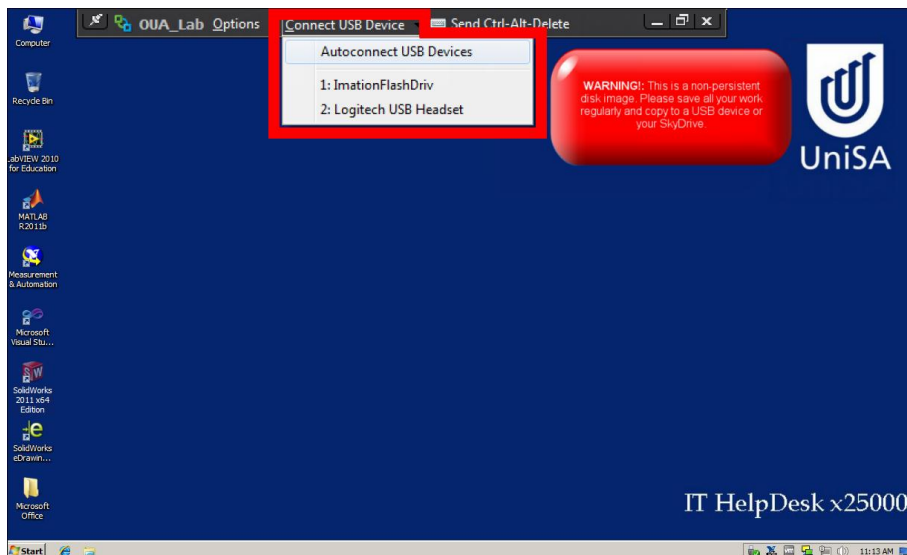 OUA_Lab Options Connect USB Device Send Ctrl-Alt-Delete
Autoconnect USB Devices
1: ImationFlashDriv
2: Logitech USB Headset
WARNING!: This is a non-persistent
disk image. Please save all your work
regularly and copy to a USB device or
your SkyDrive.
UniSA
Computer
Recycle Bin
LabVIEW 2010
for Education
MATLAB
R2011b
Measurement
& Automation
Microsoft
Visual Stu...
SolidWorks
2011 x64
Edition
SolidWorks
eDrawin...
Microsoft
Office
IT HelpDesk x25000
Start
11:13 AM